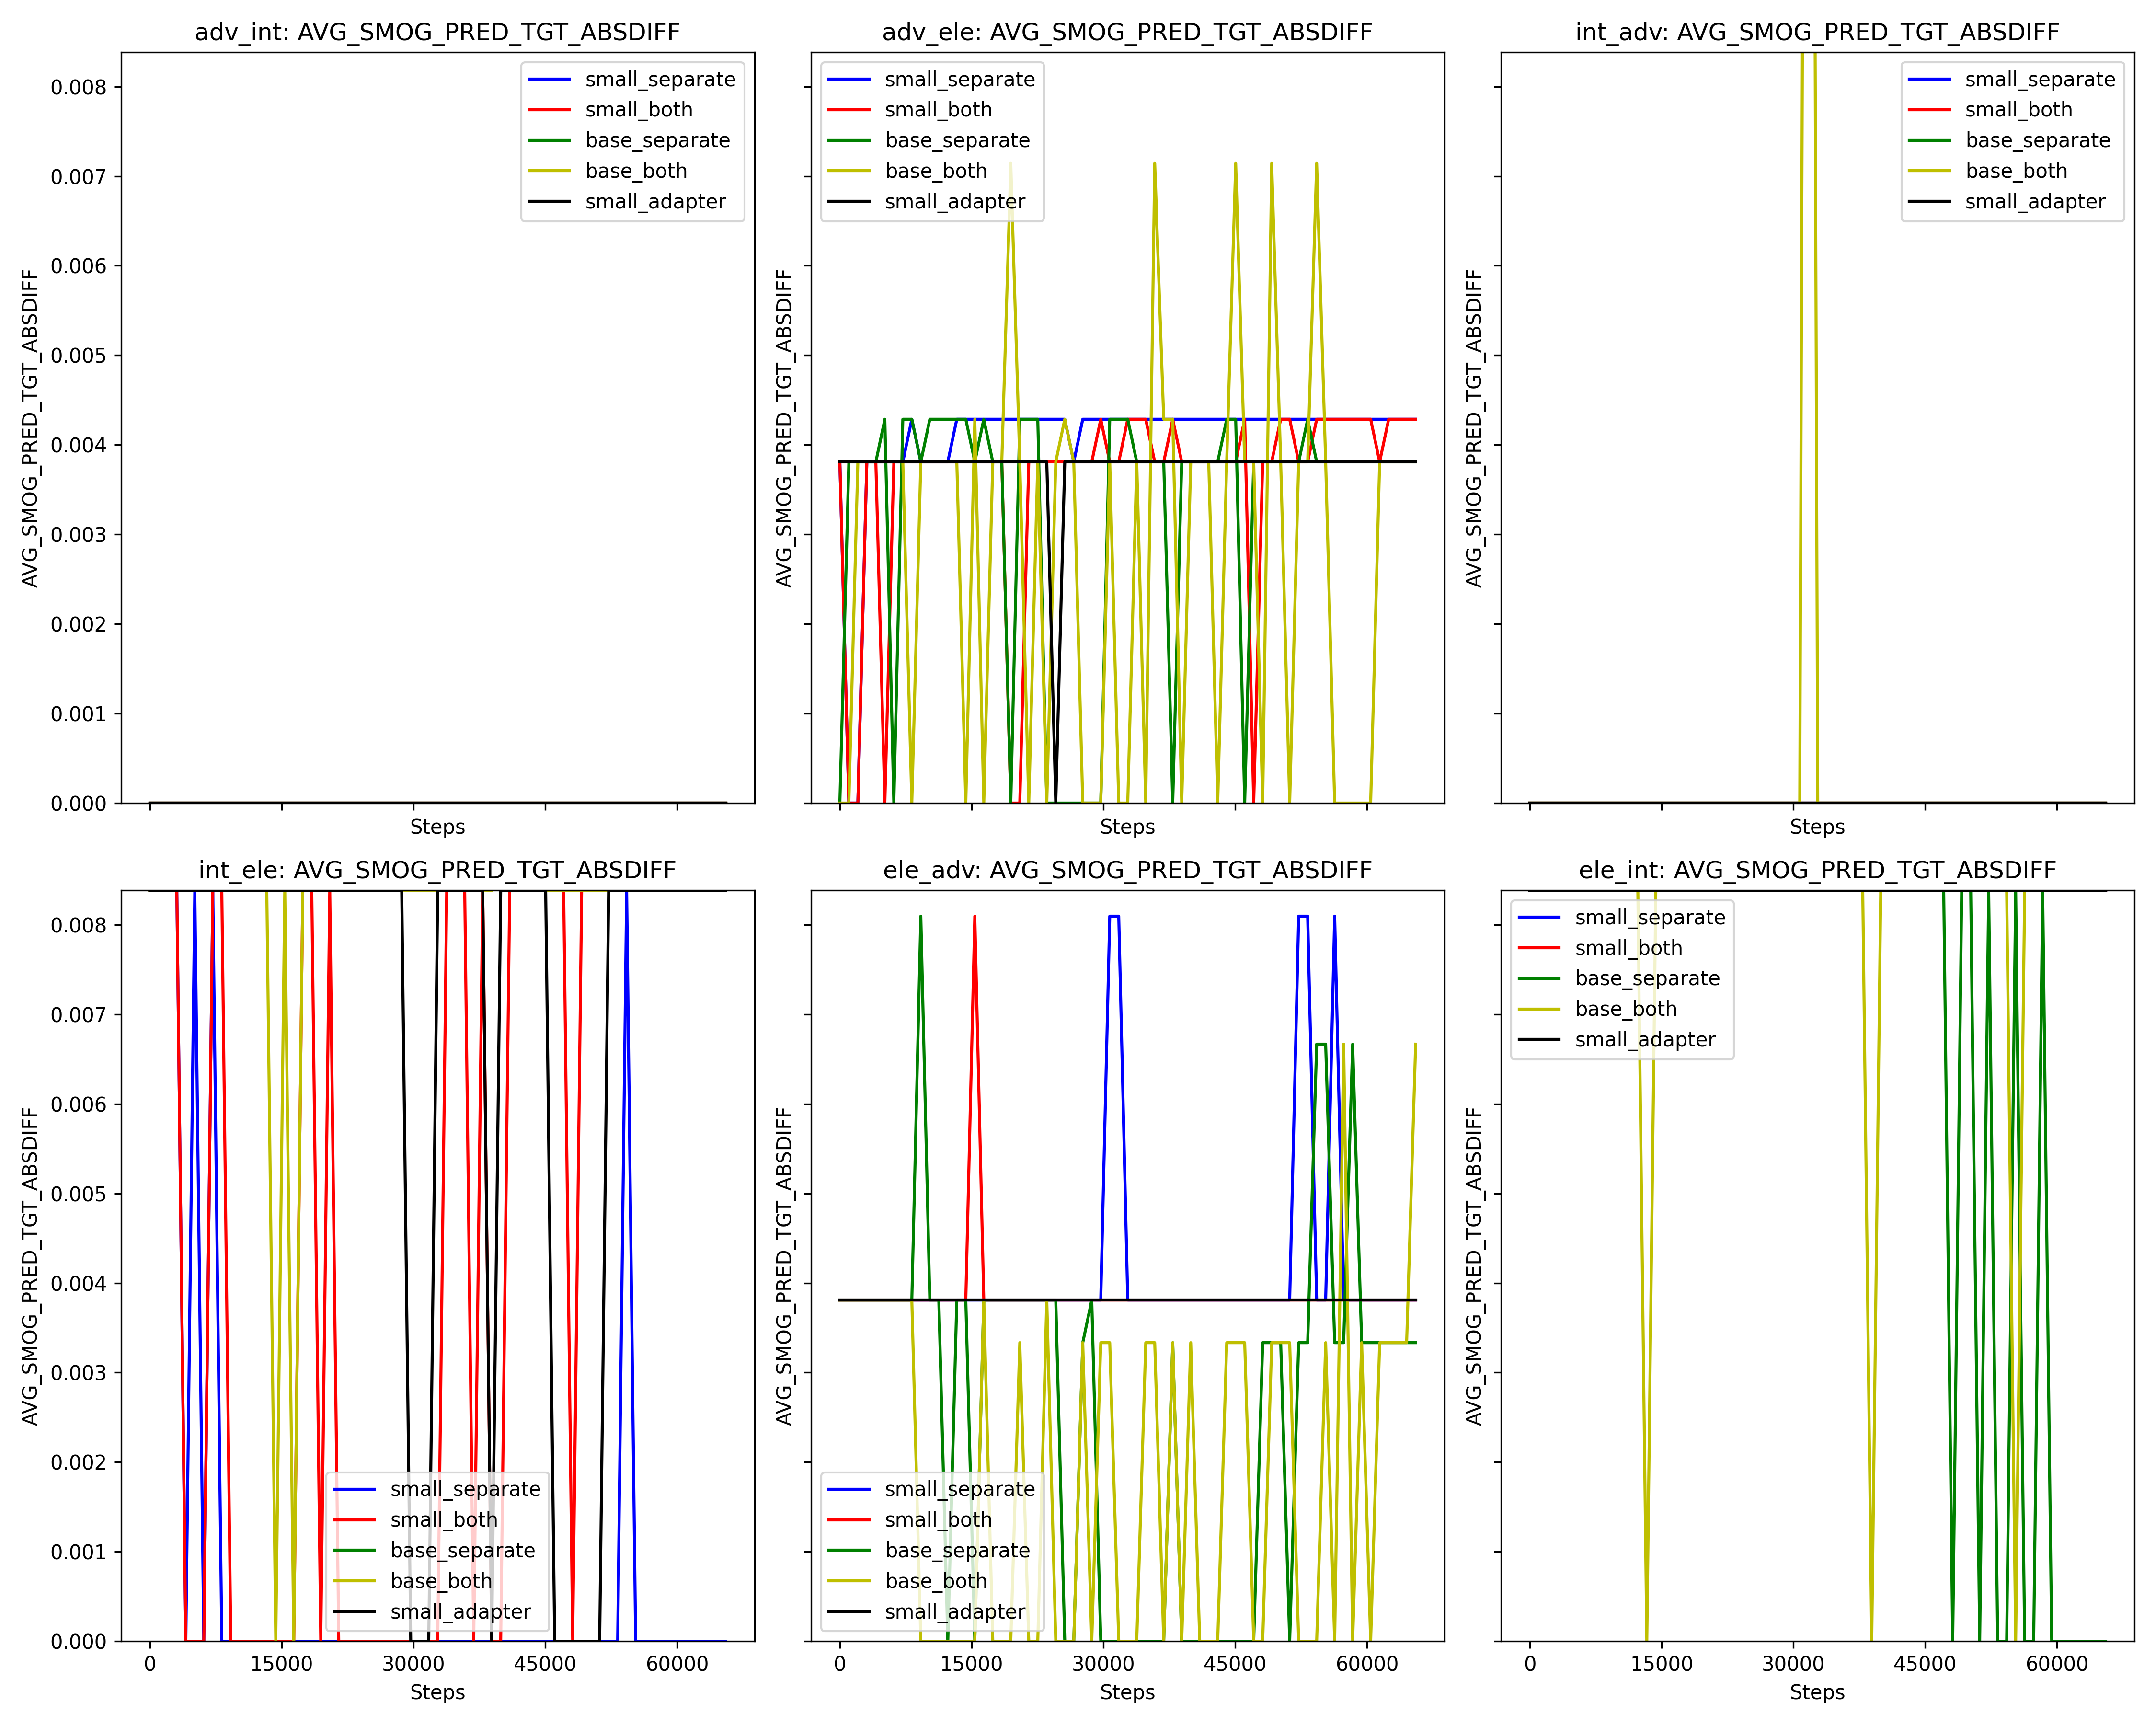 adv_int: AVG_SMOG_PRED_TGT_ABSDIFF
AVG_SMOG_PRED_TGT_ABSDIFF
0.008
0.007
0.006
0.005
0.004
0.003
0.002
0.001
0.000
small_separate
small_both
base_separate
base_both
small_adapter
Steps
adv_ele: AVG_SMOG_PRED_TGT_ABSDIFF
AVG_SMOG_PRED_TGT_ABSDIFF
small_separate
small_both
base_separate
base_both
small_adapter
Steps
int_adv: AVG_SMOG_PRED_TGT_ABSDIFF
AVG_SMOG_PRED_TGT_ABSDIFF
small_separate
small_both
base_separate
base_both
small_adapter
Steps
int_ele: AVG_SMOG_PRED_TGT_ABSDIFF
AVG_SMOG_PRED_TGT_ABSDIFF
0.008
0.007
0.006
0.005
0.004
0.003
0.002
0.001
0.000
small_separate
small_both
base_separate
base_both
small_adapter
0 15000 30000 45000 60000
Steps
ele_adv: AVG_SMOG_PRED_TGT_ABSDIFF
AVG_SMOG_PRED_TGT_ABSDIFF
small_separate
small_both
base_separate
base_both
small_adapter
0 15000 30000 45000 60000
Steps
ele_int: AVG_SMOG_PRED_TGT_ABSDIFF
AVG_SMOG_PRED_TGT_ABSDIFF
small_separate
small_both
base_separate
base_both
small_adapter
0 15000 30000 45000 60000
Steps